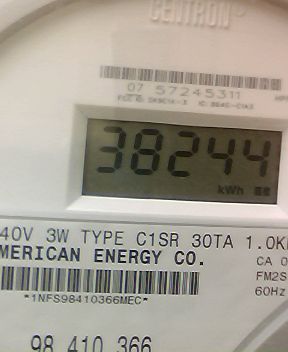 CENTRON
07 57245311
38244
kWh
40V 3W TYPE C1SR 30TA 1.0K
MERICAN ENERGY CO.
CA 0
FM2S
60Hz
*1NFS98410366MEC*
98 410 366